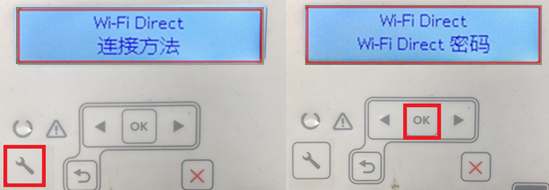 Wi-Fi Direct
连接方法
OK
Wi-Fi Direct
Wi-Fi Direct 密码
OK